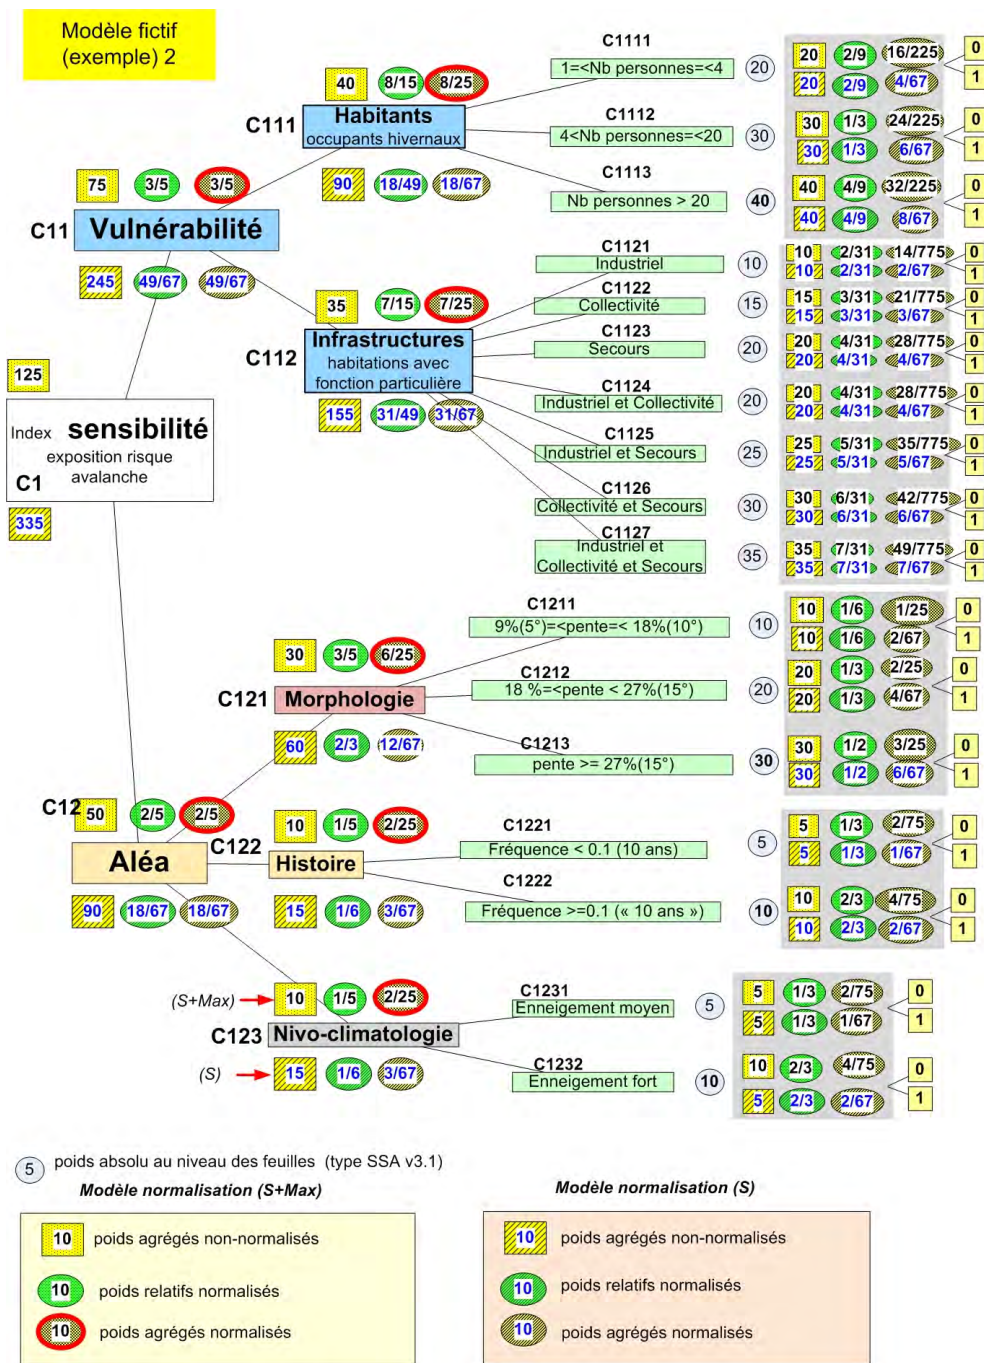 Modèle fictif
(exemple) 2
C1111
1=<Nb personnes=<4
20
20 2/9 16/225 0
20 2/9 4/67 1
40 8/15 8/25
C111 Habitants
occupants hivernaux
90 18/49 18/67
C1112
4<Nb personnes=<20
30
30 1/3 24/225 0
30 1/3 6/67 1
C1113
Nb personnes > 20
40
40 4/9 32/225 0
40 4/9 8/67 1
75 3/5 3/5
C11 Vulnérabilité
245 49/67 49/67
C1121
Industriel
10
10 2/31 14/775 0
10 2/31 2/67 1
35 7/15 7/25
C112 Infrastructures
habitations avec
fonction particulière
155 31/49 31/67
C1122
Collectivité
15
15 3/31 21/775 0
15 3/31 3/67 1
C1123
Secours
20
20 4/31 28/775 0
20 4/31 4/67 1
C1124
Industriel et Collectivité
20
20 4/31 28/775 0
20 4/31 4/67 1
C1125
Industriel et Secours
25
25 5/31 35/775 0
25 5/31 5/67 1
C1126
Collectivité et Secours
30
30 6/31 42/775 0
30 6/31 6/67 1
C1127
Industriel et
Collectivité et Secours
35
35 7/31 49/775 0
35 7/31 7/67 1
125
Index sensibilité
exposition risque
avalanche
C1
335
C1211
9%(5°)=<pente=< 18%(10°)
10
10 1/6 1/25 0
10 1/6 2/67 1
30 3/5 6/25
C121 Morphologie
60 2/3 12/67
C1212
18 %=<pente < 27%(15°)
20
20 1/3 2/25 0
20 1/3 4/67 1
C1213
pente >= 27%(15°)
30
30 1/2 3/25 0
30 1/2 6/67 1
C12 50 2/5 2/5
Aléa
90 18/67 18/67
10 1/5 2/25
C122 Histoire
15 1/6 3/67
C1221
Fréquence < 0.1 (10 ans)
5
5 1/3 2/75 0
5 1/3 1/67 1
C1222
Fréquence >=0.1 (« 10 ans »)
10
10 2/3 4/75 0
10 2/3 2/67 1
(S+Max) 10 1/5 2/25
C123 Nivo-climatologie
(S) 15 1/6 3/67
C1231
Enneigement moyen
5
5 1/3 2/75 0
5 1/3 1/67 1
C1232
Enneigement fort
10
10 2/3 4/75 0
5 2/3 2/67 1
5 poids absolu au niveau des feuilles (type SSA v3.1)
Modèle normalisation (S+Max)
10 poids agrégés non-normalisés
10 poids relatifs normalisés
10 poids agrégés normalisés
Modèle normalisation (S)
10 poids agrégés non-normalisés
10 poids relatifs normalisés
10 poids agrégés normalisés